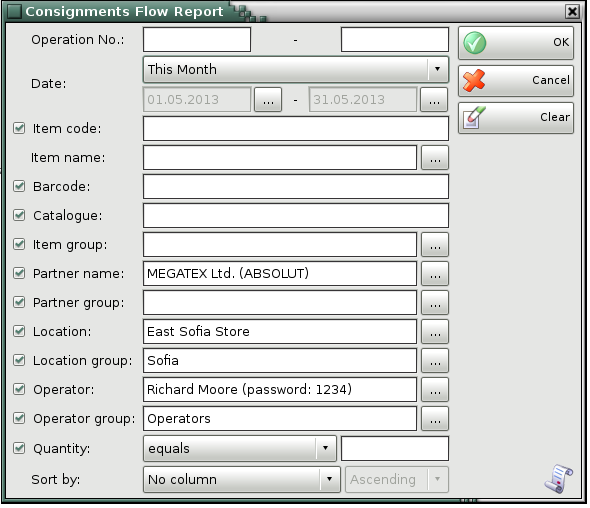 Consignments Flow Report
Operation No.: -
OK
Date: This Month
01.05.2013 ... - 31.05.2013 ...
Cancel
Clear
Item code:
Item name: ...
Barcode:
Catalogue:
Item group: ...
Partner name: MEGATEX Ltd. (ABSOLUT) ...
Partner group: ...
Location: East Sofia Store ...
Location group: Sofia ...
Operator: Richard Moore (password: 1234) ...
Operator group: Operators ...
Quantity: equals
Sort by: No column Ascending